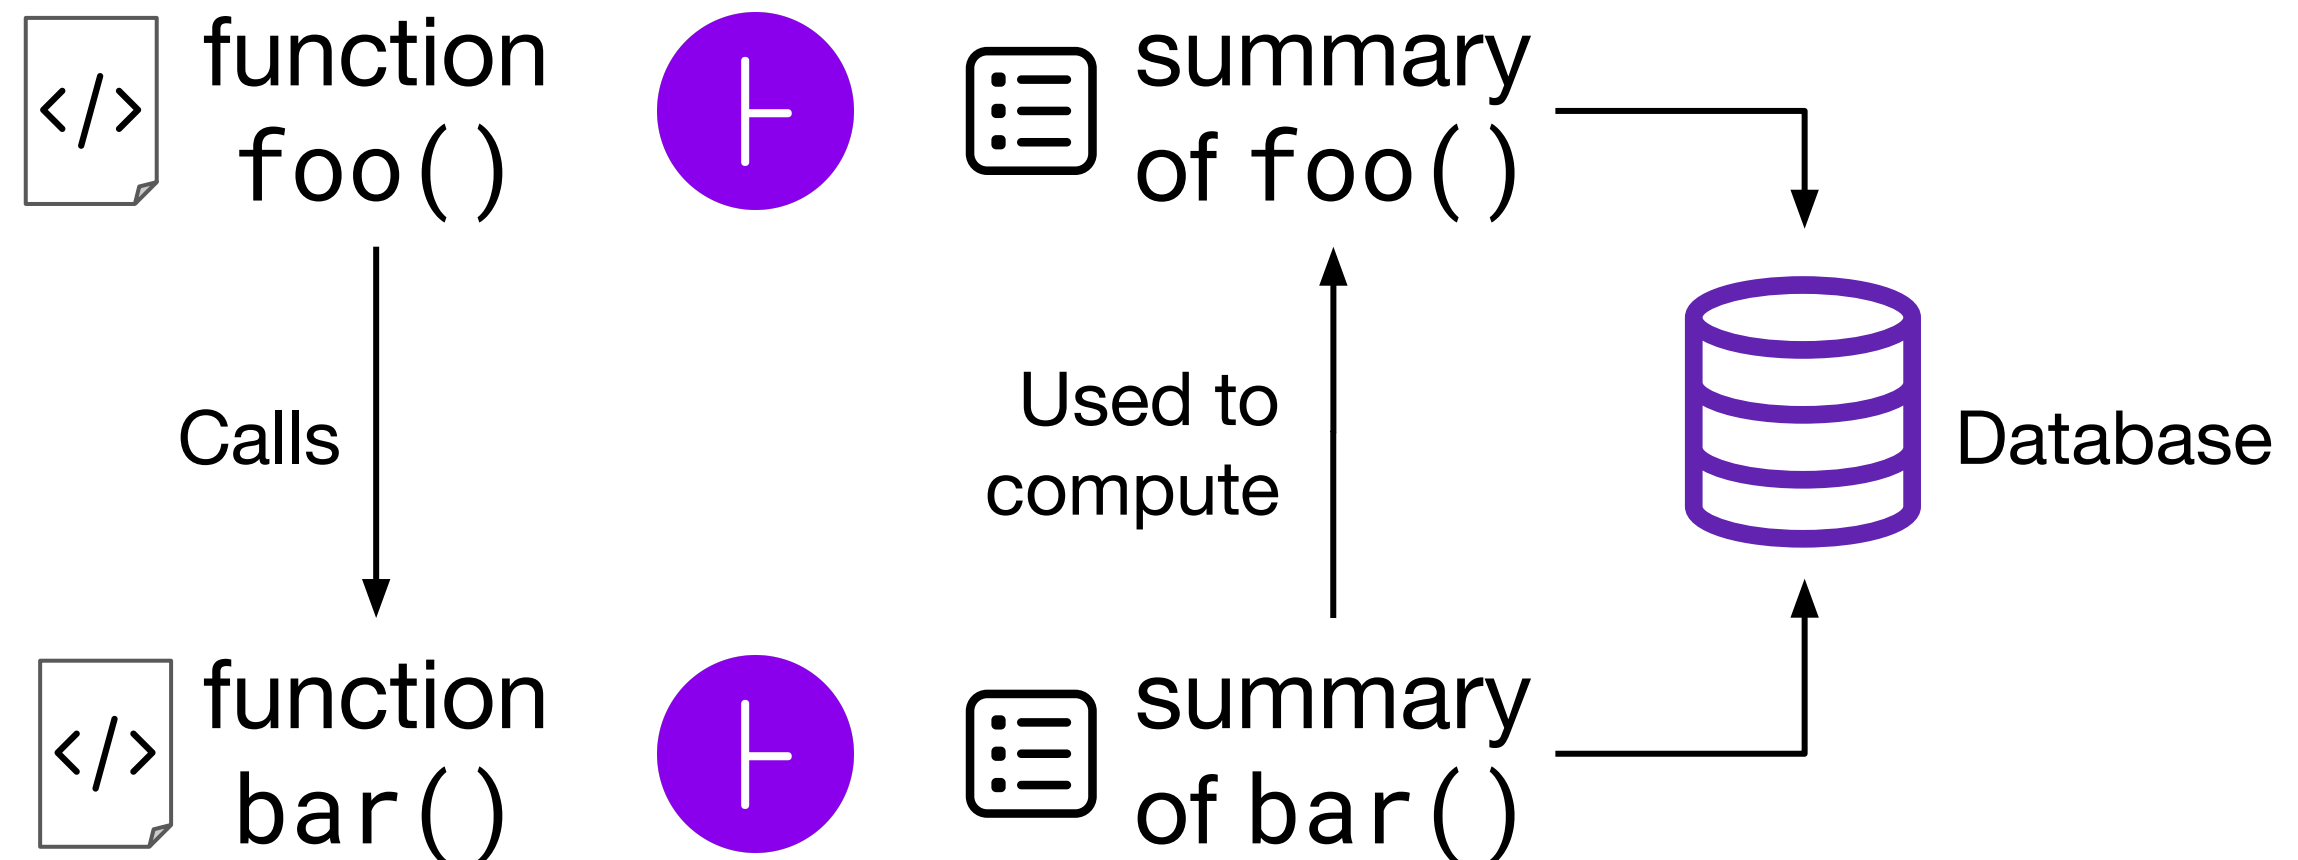 function
foo()
summary
of foo()
Calls
Used to
compute
Database
function
bar()
summary
of bar()